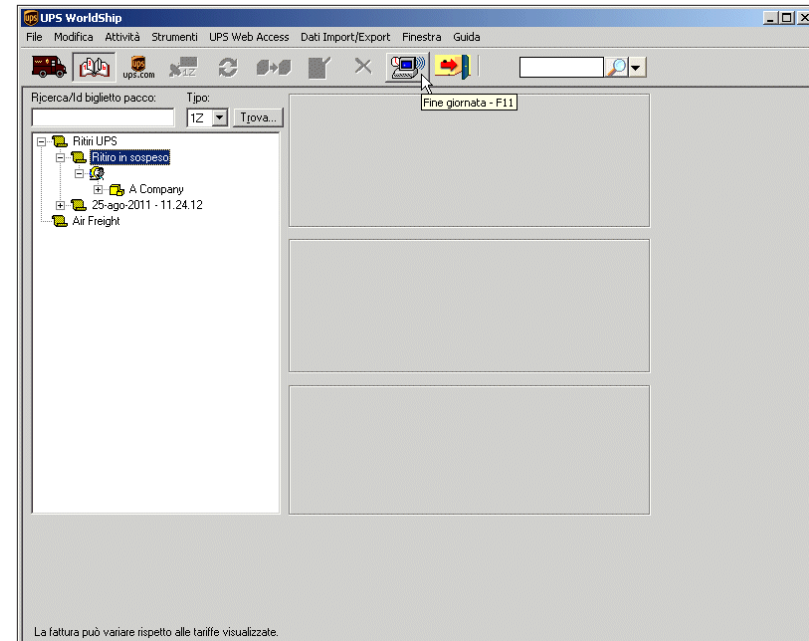 ups UPS WorldShip
File Modifica Attività Strumenti UPS Web Access Dati Import/Export Finestra Guida
ups ups.com 1Z
Ricerca/Id biglietto pacco: Tipo:
1Z Trova...
Fine giornata - F11
Ritiri UPS
Ritiro in sospeso
A Company
25-ago-2011 - 11.24.12
Air Freight
La fattura può variare rispetto alle tariffe visualizzate.